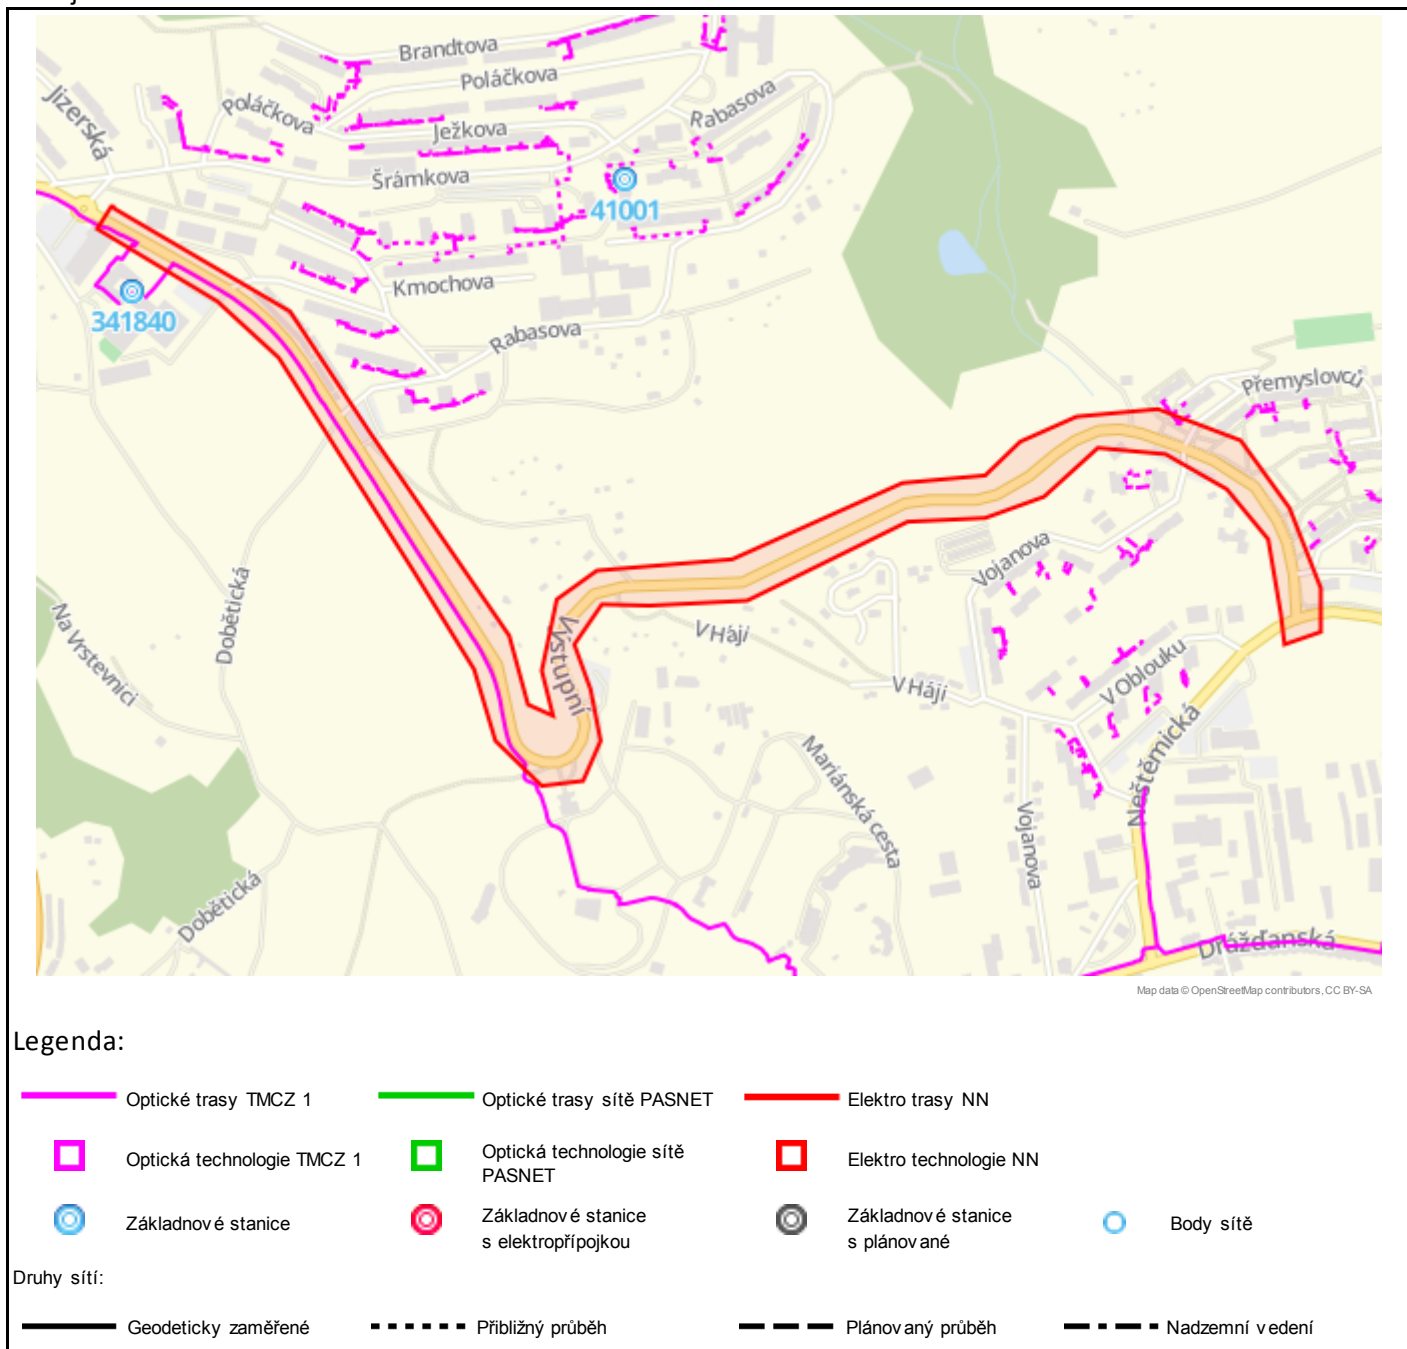 Brandtova
Poláčkova
Jizerská
Poláčkova
Rabasova
Ježkova
Šrámkova
41001
Kmochova
341840
Rabasova
Přemyslovců
Vojanova
Dobětická
Na Vrstevnici
V Háji
Výstupní
V Háji
V Oblouku
Neštěmická
Mariánská cesta
Vojanova
Dobětická
Drážďanská
Map data © OpenStreetMap contributors, CC BY-SA
Legenda:
Optické trasy TMCZ 1
Optické trasy sítě PASNET
Elektro trasy NN
Optická technologie TMCZ 1
Optická technologie sítě
PASNET
Elektro technologie NN
Základnové stanice
Základnové stanice
s elektropřípojkou
Základnové stanice
s plánované
Body sítě
Druhy sítí:
Geodeticky zaměřené
Přibližný průběh
Plánovaný průběh
Nadzemní vedení